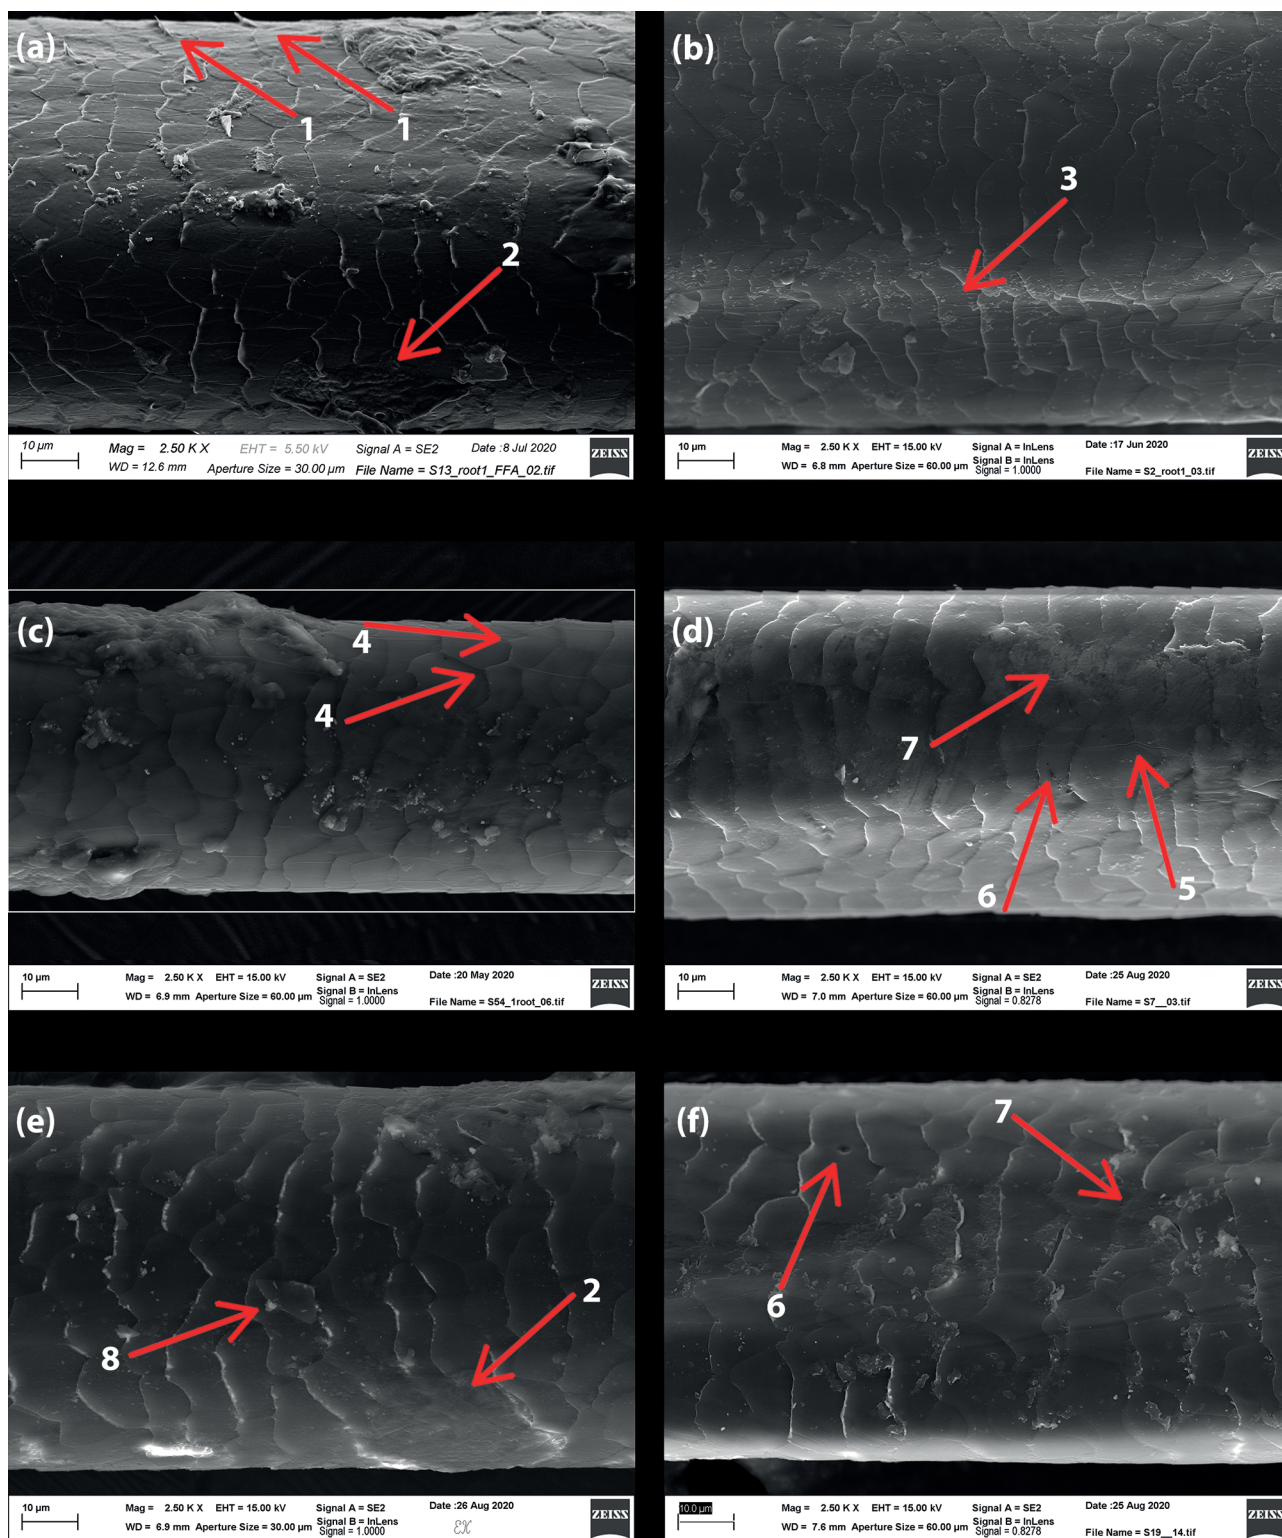 (a)
1
1
2
10 µm
Mag = 2.50 K X
EHT = 5.50 kV
Signal A = SE2
Date :8 Jul 2020
WD = 12.6 mm
Aperture Size = 30.00 µm
File Name = S13_root1_FFA_02.tif
ZEISS
(b)
3
10 µm
Mag = 2.50 K X
EHT = 15.00 kV
Signal A = InLens
Date :17 Jun 2020
WD = 6.8 mm
Aperture Size = 60.00 µm
Signal B = InLens
Signal = 1.0000
File Name = S2_root1_03.tif
ZEISS
(c)
4
4
10 µm
Mag = 2.50 K X
EHT = 15.00 kV
Signal A = SE2
Date :20 May 2020
WD = 6.9 mm
Aperture Size = 60.00 µm
Signal B = InLens
Signal = 1.0000
File Name = S54_1root_06.tif
ZEISS
(d)
7
6
5
10 µm
Mag = 2.50 K X
EHT = 15.00 kV
Signal A = SE2
Date :25 Aug 2020
WD = 7.0 mm
Aperture Size = 60.00 µm
Signal B = InLens
Signal = 0.8278
File Name = S7__03.tif
ZEISS
(e)
2
8
10 µm
Mag = 2.50 K X
EHT = 15.00 kV
Signal A = SE2
Date :26 Aug 2020
WD = 6.9 mm
Aperture Size = 30.00 µm
Signal B = InLens
Signal = 1.0000
ZEISS
(f)
7
6
10.0 µm
Mag = 2.50 K X
EHT = 15.00 kV
Signal A = SE2
Date :25 Aug 2020
WD = 7.6 mm
Aperture Size = 60.00 µm
Signal B = InLens
Signal = 0.8278
File Name = S19__14.tif
ZEISS